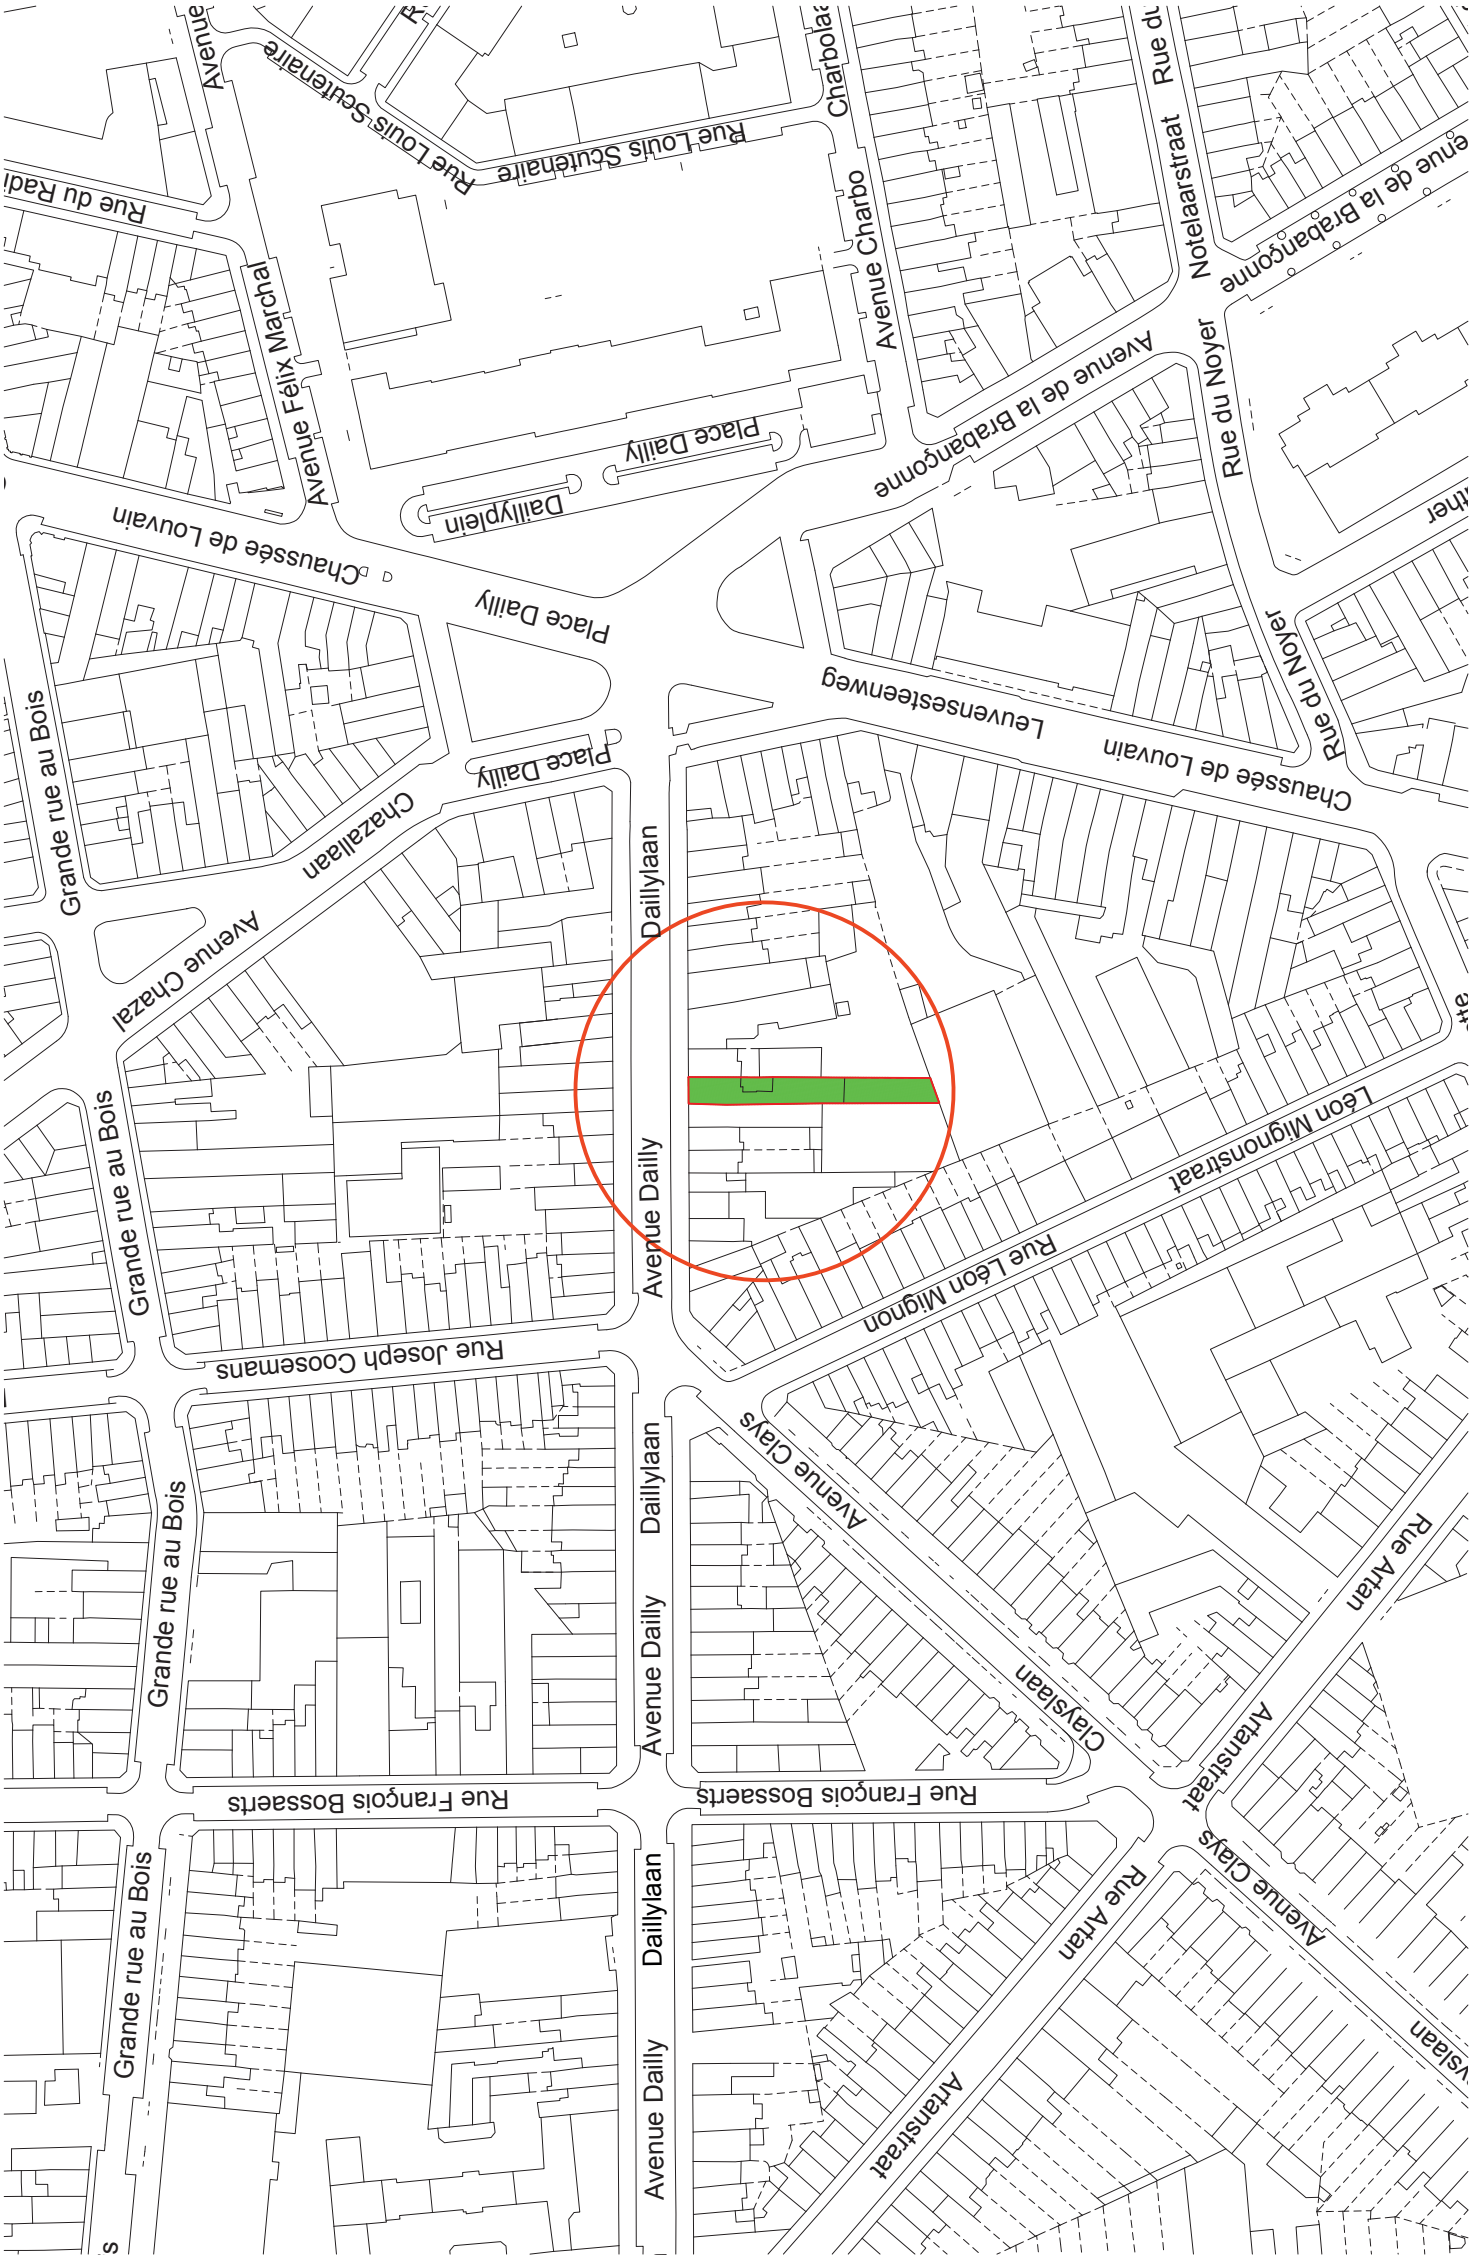 Avenue
Rue Louis Scutenaire
R
Rue Louis Scutenaire
Charbolaa
Rue du
Notelaarstraat
Rue du Radi
Avenue Félix Marchal
Avenue
Avenue Charbo
Avenue de la Brabançonne
enue de la Brabançonne
Rue du Noyer
Place Dailly
Daillyplein
Chaussée de Louvain
Place Dailly
ther
Rue du Noyer
Leuvensesteenweg
Chaussée de Louvain
Grande rue au Bois
Place Dailly
Chazallaan
Avenue Chazal
Daillylaan
Grande rue au Bois
Avenue Dailly
Léon Mignonstraat
Rue Léon Mignon
Rue Joseph Coosemans
Avenue Clays
Daillylaan
Grande rue au Bois
Rue Artan
Avenue Dailly
Clayslaan
Artanstraat
Rue François Bossaerts
Rue François Bossaerts
Grande rue au Bois
Daillylaan
Rue Artan
Avenue Clays
yslaan
Avenue Dailly
Artanstraat